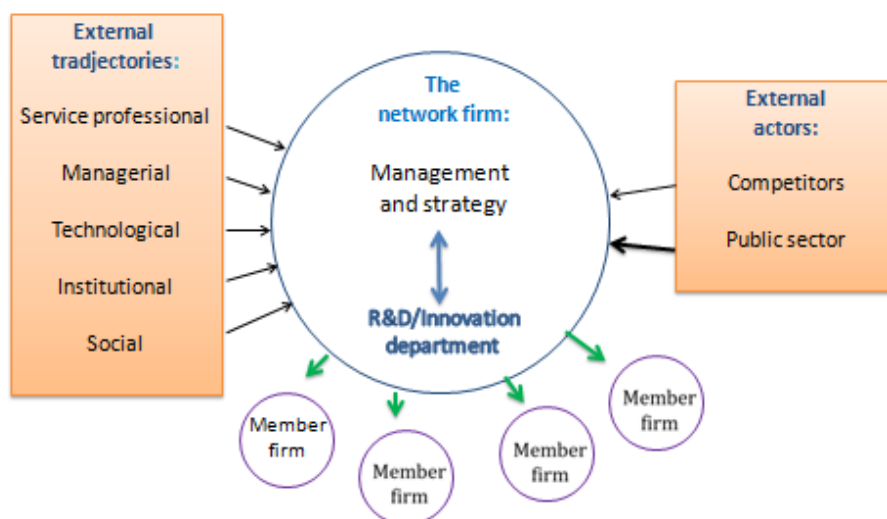 External
tradjectories:
Service professional
Managerial
Technological
Institutional
Social
The
network firm:
Management
and strategy
R&D/Innovation
department
External
actors:
Competitors
Public sector
Member
firm
Member
firm
Member
firm
Member
firm